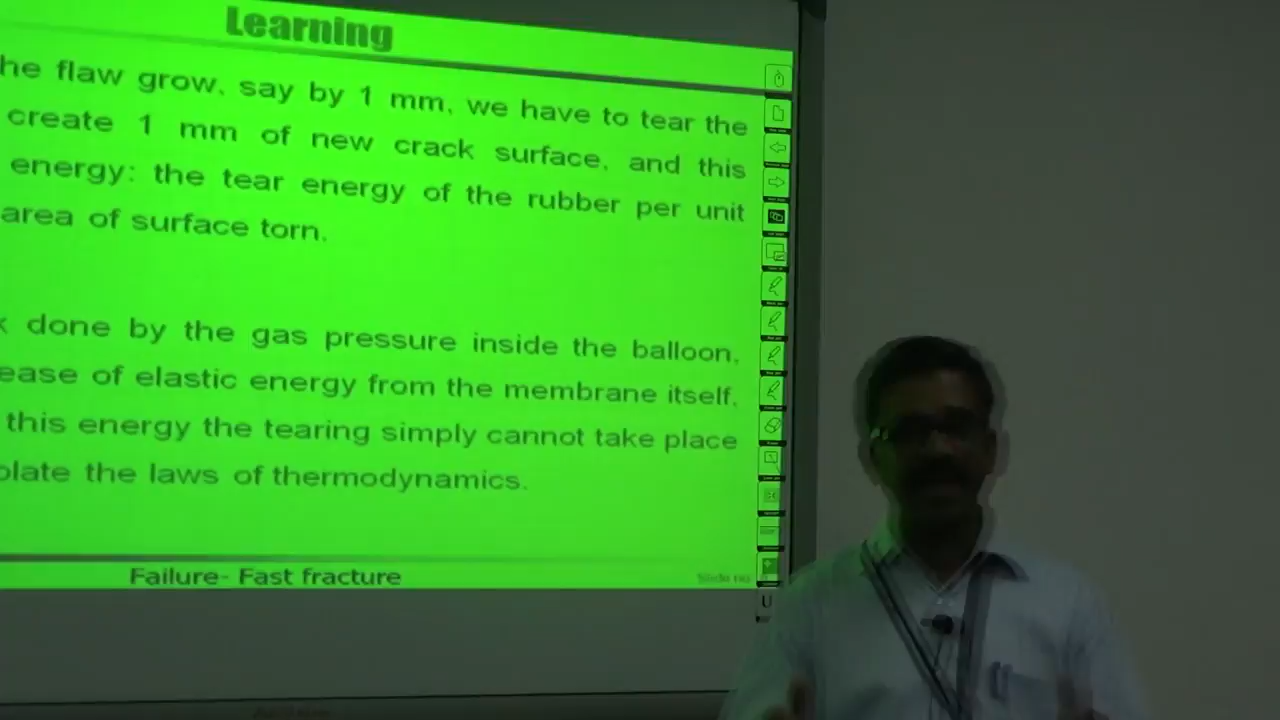 Learning
he flaw grow, say by 1 mm, we have to tear the
create 1 mm of new crack surface, and this
energy: the tear energy of the rubber per unit
area of surface torn.
done by the gas pressure inside the balloon,
ease of elastic energy from the membrane itself.
this energy the tearing simply cannot take place
olate the laws of thermodynamics.
Failure- Fast fracture
Slide no
U